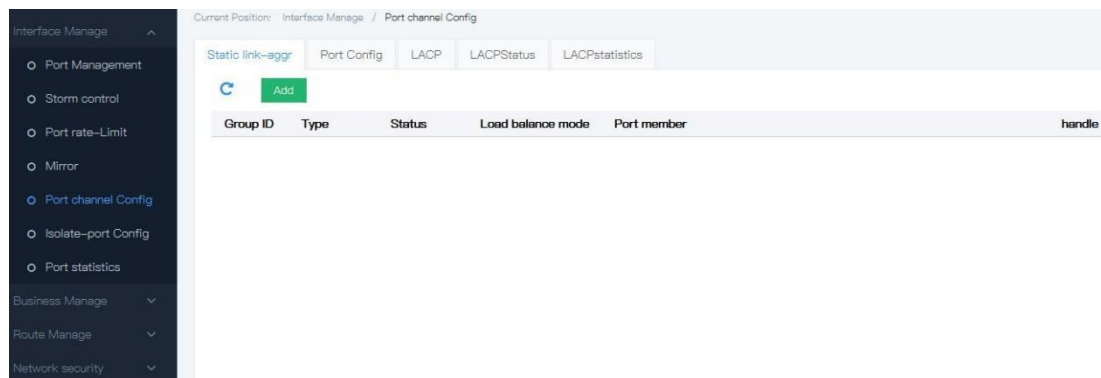 Current Position: Interface Manage / Port channel Config
Interface Manage
Port Management
Storm control
Port rate-Limit
Mirror
Port channel Config
Isolate-port Config
Port statistics
Business Manage
Route Manage
Network security
Static link-aggr Port Config LACP LACPStatus LACPstatistics
Add
Group ID Type Status Load balance mode Port member handle